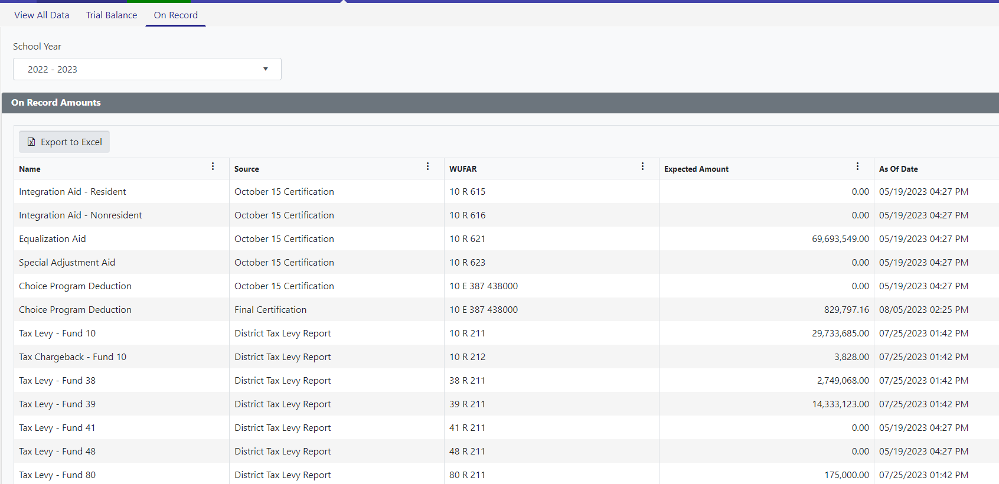 View All Data Trial Balance On Record
School Year
2022 - 2023
On Record Amounts
Export to Excel
Name Source WUFAR Expected Amount As Of Date
Integration Aid - Resident October 15 Certification 10 R 615 0.00 05/19/2023 04:27 PM
Integration Aid - Nonresident October 15 Certification 10 R 616 0.00 05/19/2023 04:27 PM
Equalization Aid October 15 Certification 10 R 621 69,693,549.00 05/19/2023 04:27 PM
Special Adjustment Aid October 15 Certification 10 R 623 0.00 05/19/2023 04:27 PM
Choice Program Deduction October 15 Certification 10 E 387 438000 0.00 05/19/2023 04:27 PM
Choice Program Deduction Final Certification 10 E 387 438000 829,797.16 08/05/2023 02:25 PM
Tax Levy - Fund 10 District Tax Levy Report 10 R 211 29,733,685.00 07/25/2023 01:42 PM
Tax Chargeback - Fund 10 District Tax Levy Report 10 R 212 3,828.00 07/25/2023 01:42 PM
Tax Levy - Fund 38 District Tax Levy Report 38 R 211 2,749,068.00 07/25/2023 01:42 PM
Tax Levy - Fund 39 District Tax Levy Report 39 R 211 14,333,123.00 07/25/2023 01:42 PM
Tax Levy - Fund 41 District Tax Levy Report 41 R 211 0.00 05/19/2023 04:27 PM
Tax Levy - Fund 48 District Tax Levy Report 48 R 211 0.00 05/19/2023 04:27 PM
Tax Levy - Fund 80 District Tax Levy Report 80 R 211 175,000.00 07/25/2023 01:42 PM